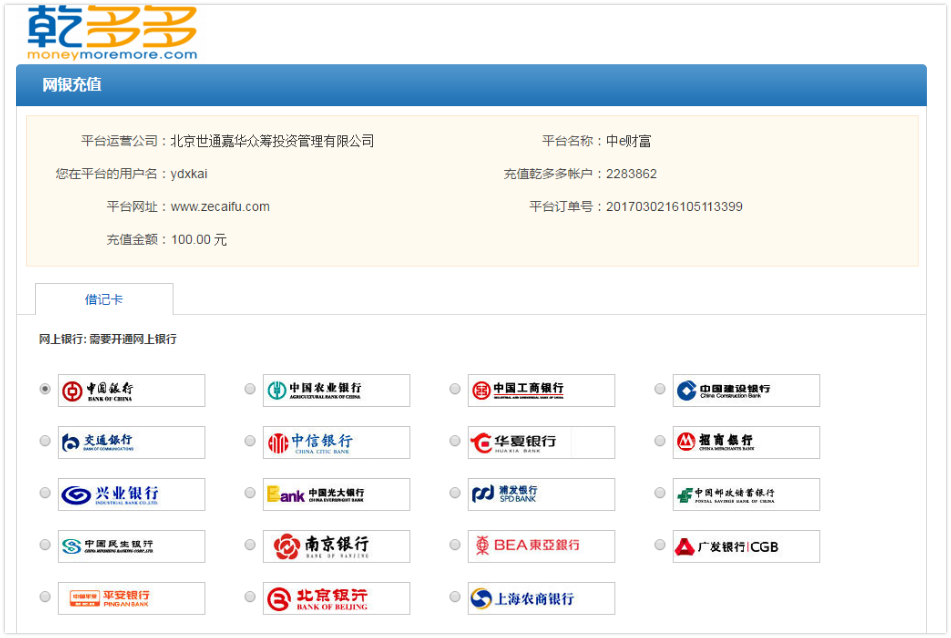 乾多多
moneymoremore.com
网银充值
平台运营公司：北京世通嘉华众筹投资管理有限公司 平台名称：中e财富
您在平台的用户名：ydxkai 充值乾多多帐户：2283862
平台网址：www.zecaifu.com 平台订单号：2017030216105113399
充值金额：100.00 元
借记卡
网上银行: 需要开通网上银行
中国银行 中国农业银行 中国工商银行 中国建设银行
BANK OF CHINA AGRICULTURAL BANK OF CHINA INDUSTRIAL AND COMMERCIAL BANK OF CHINA China Construction Bank
交通银行 中信银行 华夏银行 招商银行
BANK OF COMMUNICATIONS CHINA CITIC BANK HUAXIA BANK CHINA MERCHANTS BANK
兴业银行 Bank 中国光大银行 浦发银行 中国邮政储蓄银行
INDUSTRIAL BANK CO.,LTD. CHINA EVERBRIGHT BANK SPD BANK POSTAL SAVINGS BANK OF CHINA
中国民生银行 南京银行 BEA東亞銀行 广发银行|CGB
CHINA MINSHENG BANKING CORP.,LTD. BANK OF NANJING
平安银行 北京银行 上海农商银行
PINGAN BANK BANK OF BEIJING